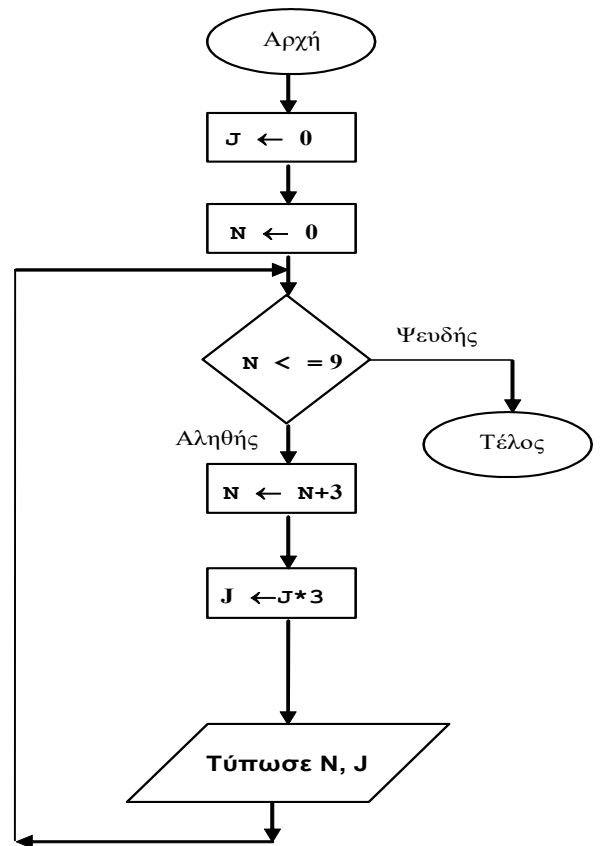 Αρχή
J ← 0
N ← 0
N < = 9
Ψευδής
Τέλος
Αληθής
N ← N+3
J ←J*3
Τύπωσε N, J